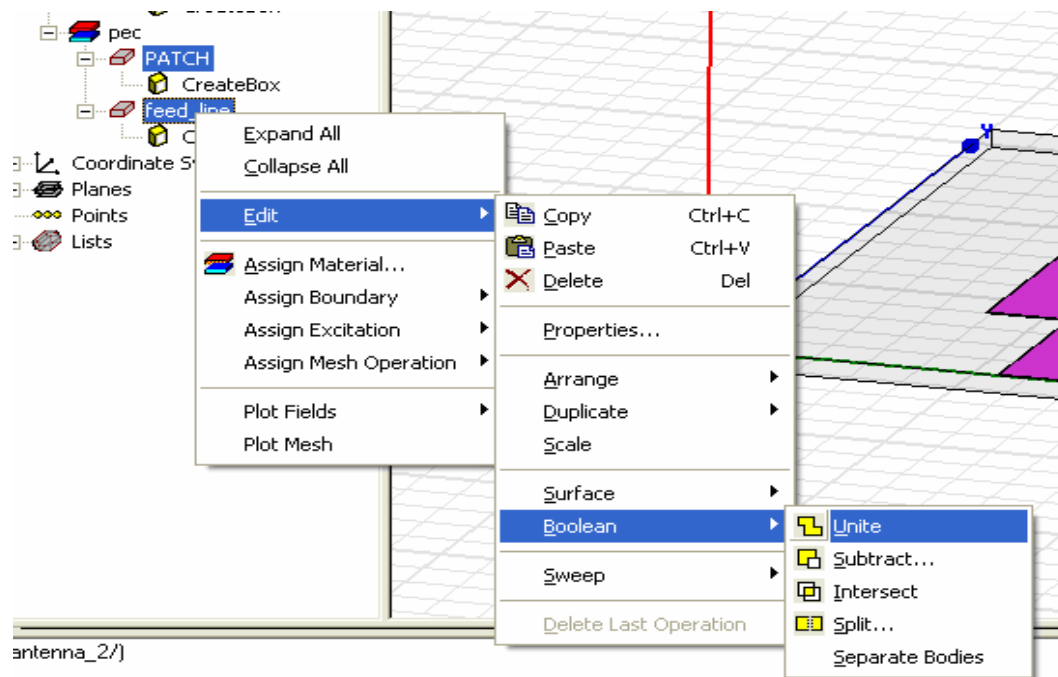 CreateBox
pec
PATCH
CreateBox
feed_line
C
Coordinate S
Planes
Points
Lists
Expand All
Collapse All
Edit
Assign Material...
Assign Boundary
Assign Excitation
Assign Mesh Operation
Plot Fields
Plot Mesh
Copy Ctrl+C
Paste Ctrl+V
Delete Del
Properties...
Arrange
Duplicate
Scale
Surface
Boolean
Sweep
Delete Last Operation
Unite
Subtract...
Intersect
Split...
Separate Bodies
antenna_2/)